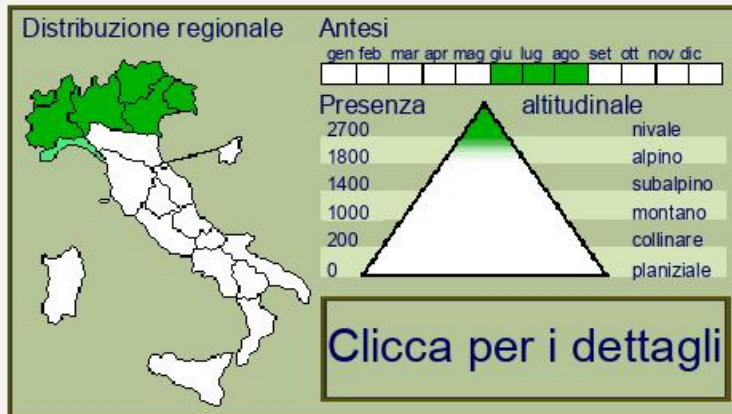 Distribuzione regionale
Antesi
gen feb mar apr mag giu lug ago set ott nov dic
Presenza altitudinale
2700 nivale
1800 alpino
1400 subalpino
1000 montano
200 collinare
0 planiziale
Clicca per i dettagli